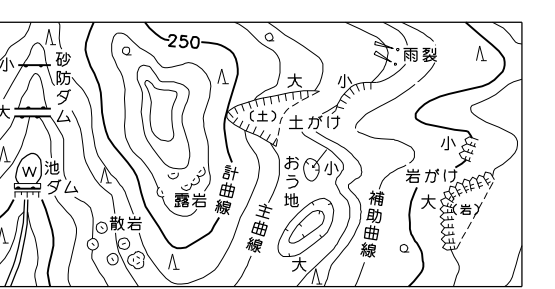 250
小
砂防ダム
大
W
池
ダム
散岩
露岩
計曲線
主曲線
大
(土)
土がけ
小
雨裂
おう地
小
大
補助曲線
小
岩がけ
大
(岩)